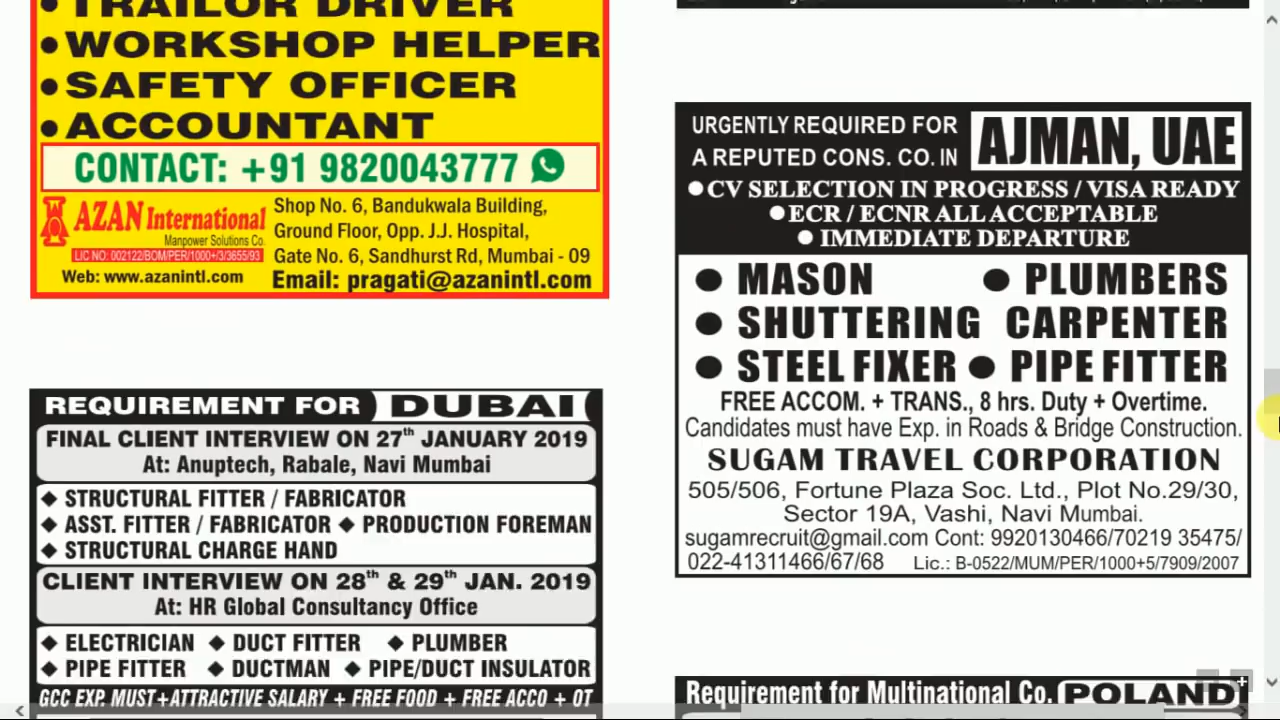 • TRAILOR DRIVER
• WORKSHOP HELPER
• SAFETY OFFICER
• ACCOUNTANT
CONTACT: +91 9820043777
AZAN International
Manpower Solutions Co.
LIC NO: 002122/BOM/PER/1000+/3/3655/93
Web: www.azanintl.com
Shop No. 6, Bandukwala Building,
Ground Floor, Opp. J.J. Hospital,
Gate No. 6, Sandhurst Rd, Mumbai - 09
Email: pragati@azanintl.com
REQUIREMENT FOR DUBAI
FINAL CLIENT INTERVIEW ON 27th JANUARY 2019
At: Anuptech, Rabale, Navi Mumbai
◆ STRUCTURAL FITTER / FABRICATOR
◆ ASST. FITTER / FABRICATOR ◆ PRODUCTION FOREMAN
◆ STRUCTURAL CHARGE HAND
CLIENT INTERVIEW ON 28th & 29th JAN. 2019
At: HR Global Consultancy Office
◆ ELECTRICIAN ◆ DUCT FITTER ◆ PLUMBER
◆ PIPE FITTER ◆ DUCTMAN ◆ PIPE/DUCT INSULATOR
GCC EXP. MUST+ATTRACTIVE SALARY + FREE FOOD + FREE ACCO + OT
URGENTLY REQUIRED FOR
A REPUTED CONS. CO. IN
AJMAN, UAE
● CV SELECTION IN PROGRESS / VISA READY
● ECR / ECNR ALL ACCEPTABLE
● IMMEDIATE DEPARTURE
● MASON ● PLUMBERS
● SHUTTERING CARPENTER
● STEEL FIXER ● PIPE FITTER
FREE ACCOM. + TRANS., 8 hrs. Duty + Overtime.
Candidates must have Exp. in Roads & Bridge Construction.
SUGAM TRAVEL CORPORATION
505/506, Fortune Plaza Soc. Ltd., Plot No.29/30,
Sector 19A, Vashi, Navi Mumbai.
sugamrecruit@gmail.com Cont: 9920130466/70219 35475/
022-41311466/67/68 Lic.: B-0522/MUM/PER/1000+5/7909/2007
Requirement for Multinational Co. POLAND